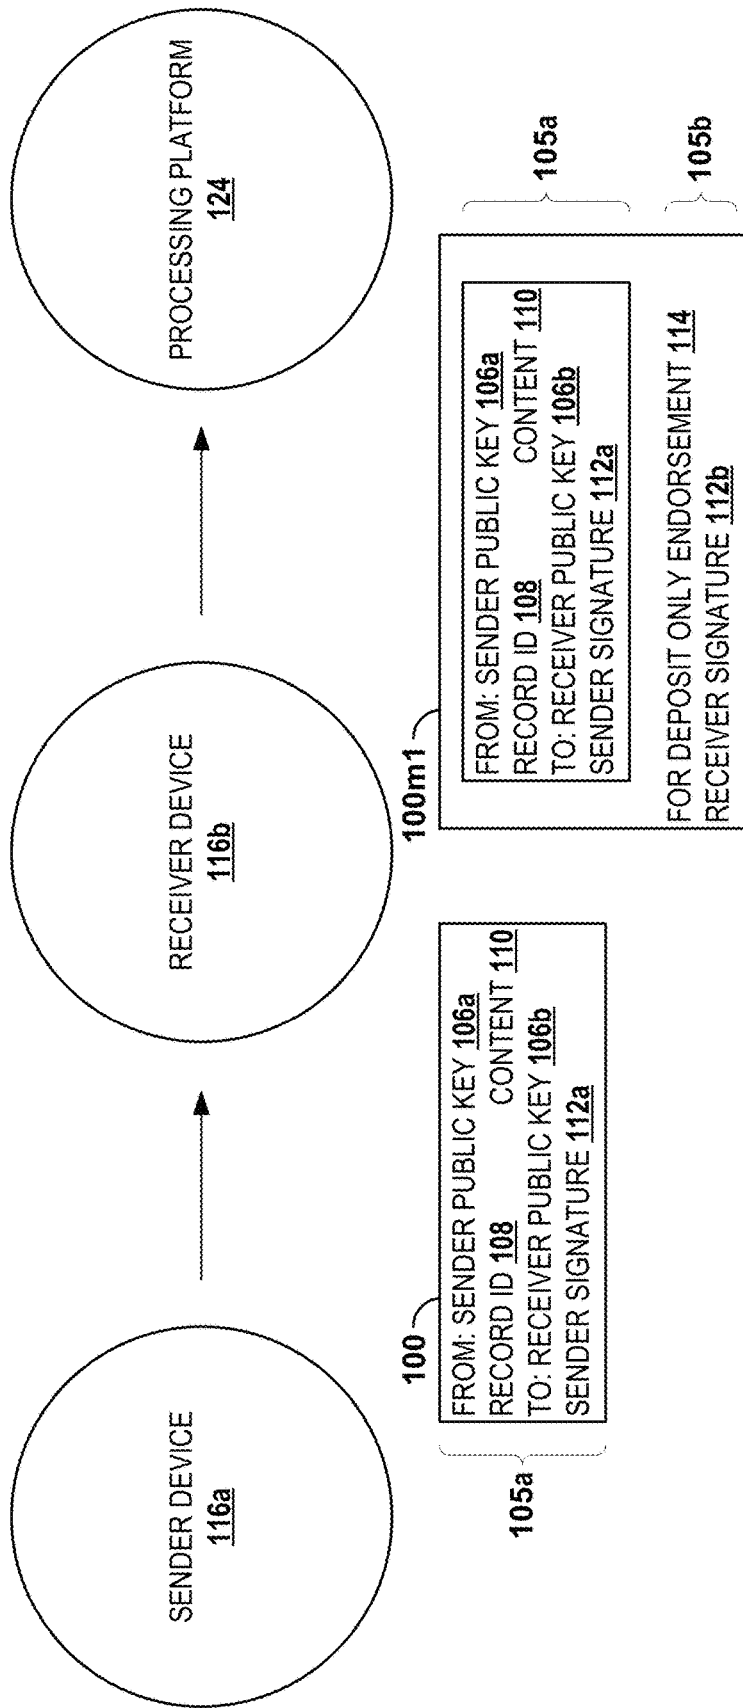 SENDER DEVICE
116a
RECEIVER DEVICE
116b
PROCESSING PLATFORM
124
100
105a
FROM: SENDER PUBLIC KEY 106a
RECORD ID 108 CONTENT 110
TO: RECEIVER PUBLIC KEY 106b
SENDER SIGNATURE 112a
100m1
FROM: SENDER PUBLIC KEY 106a
RECORD ID 108 CONTENT 110
TO: RECEIVER PUBLIC KEY 106b
SENDER SIGNATURE 112a
105a
FOR DEPOSIT ONLY ENDORSEMENT 114
RECEIVER SIGNATURE 112b
105b